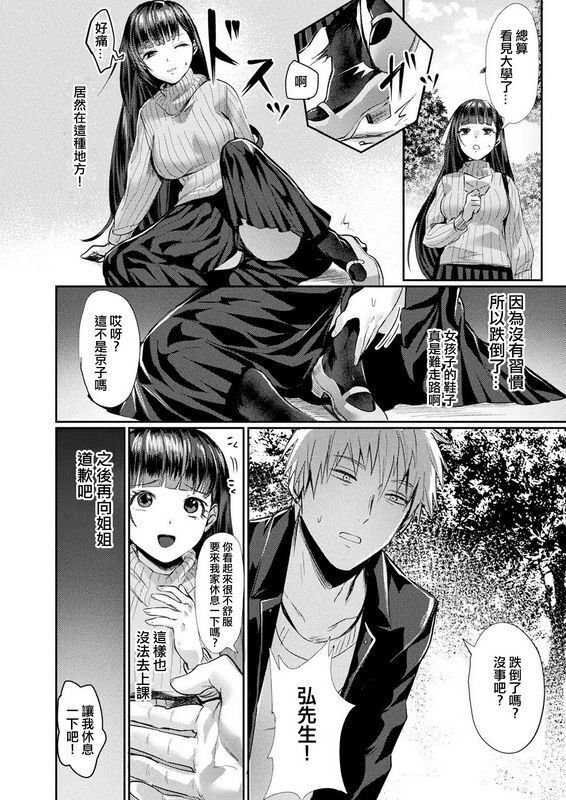 總算
看見大學了…
啊
ドスッ
好痛…
居然在這種地方！
因為沒有習慣
所以跌倒了…
女孩子的鞋子
真是難走路啊
哎呀？
這不是京子嗎
跌倒了嗎？
沒事吧？
弘先生！
你看起來很不舒服
要來我家休息一下嗎？
這樣也
沒法去上課
之後再向姐姐
道歉吧
讓我休息
一下吧！